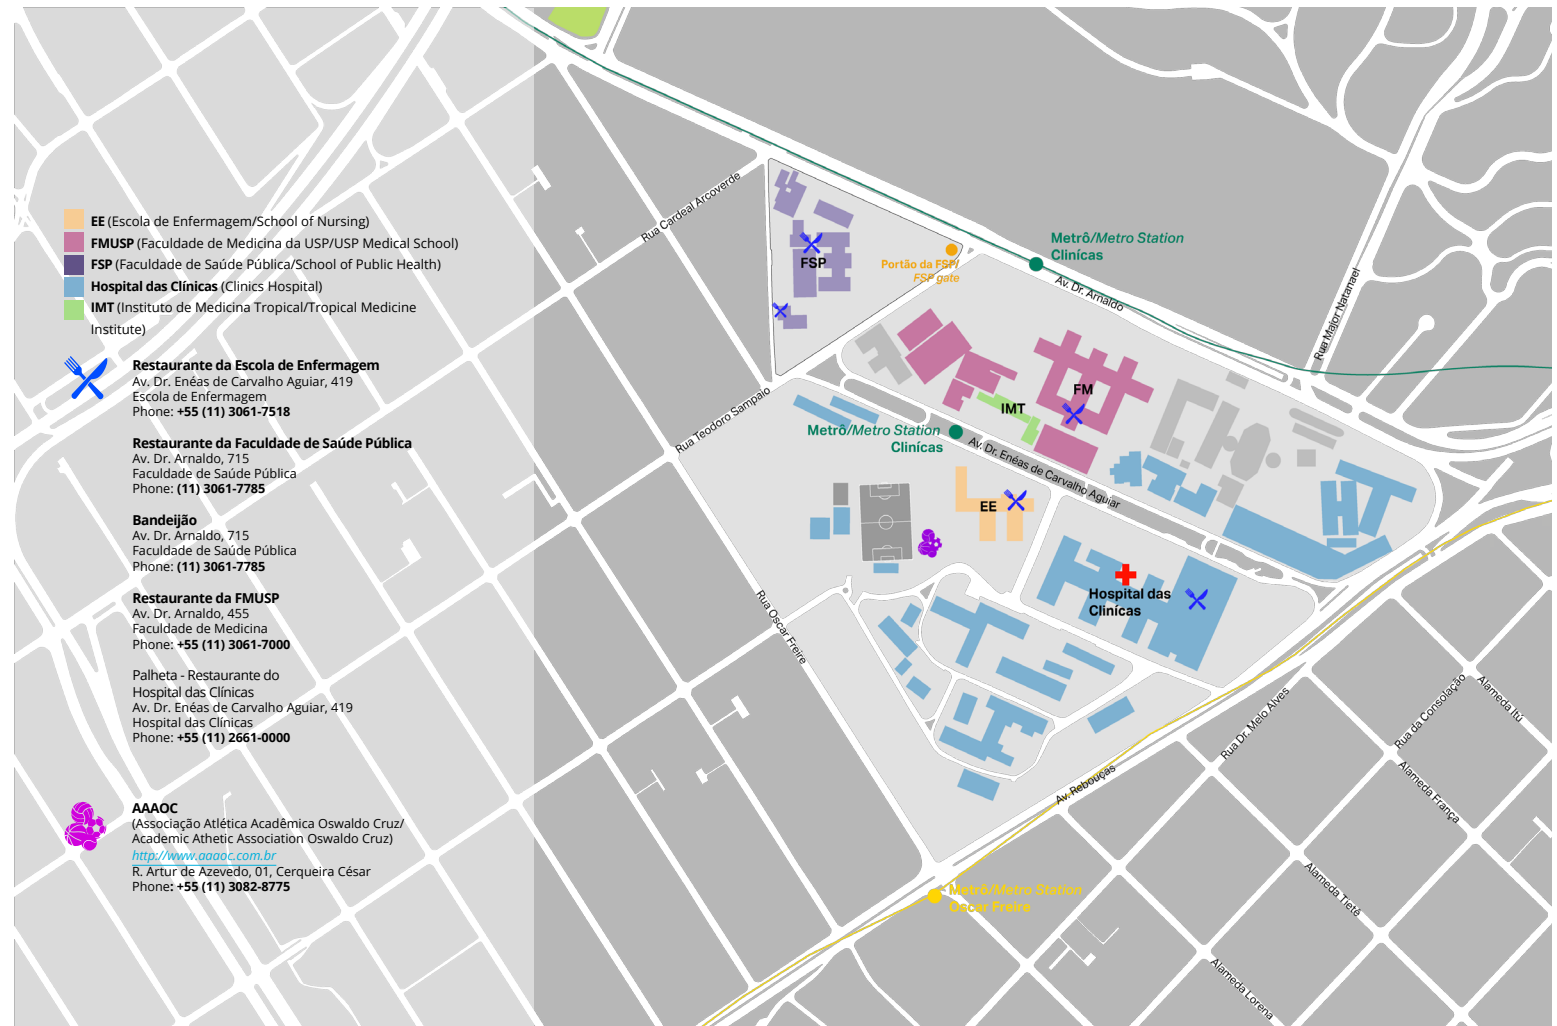 EE (Escola de Enfermagem/School of Nursing)
FMUSP (Faculdade de Medicina da USP/USP Medical School)
FSP (Faculdade de Saúde Pública/School of Public Health)
Hospital das Clínicas (Clinics Hospital)
IMT (Instituto de Medicina Tropical/Tropical Medicine
Institute)
Restaurante da Escola de Enfermagem
Av. Dr. Enéas de Carvalho Aguiar, 419
Escola de Enfermagem
Phone: +55 (11) 3061-7518
Restaurante da Faculdade de Saúde Pública
Av. Dr. Arnaldo, 715
Faculdade de Saúde Pública
Phone: (11) 3061-7785
Bandeijão
Av. Dr. Arnaldo, 715
Faculdade de Saúde Pública
Phone: (11) 3061-7785
Restaurante da FMUSP
Av. Dr. Arnaldo, 455
Faculdade de Medicina
Phone: +55 (11) 3061-7000
Palheta - Restaurante do
Hospital das Clínicas
Av. Dr. Enéas de Carvalho Aguiar, 419
Hospital das Clínicas
Phone: +55 (11) 2661-0000
AAAOC
(Associação Atlética Acadêmica Oswaldo Cruz/
Academic Athetic Association Oswaldo Cruz)
http://www.aaaoc.com.br
R. Artur de Azevedo, 01, Cerqueira César
Phone: +55 (11) 3082-8775
Rua Cardeal Arcoverde
FSP
Portão da FSP/
FSP gate
Metrô/Metro Station
Clinícas
Av. Dr. Arnaldo
Rua Major Natanael
FM
IMT
Rua Teodoro Sampaio
Metrô/Metro Station
Clinícas
Av. Dr. Enéas de Carvalho Aguiar
EE
Hospital das
Clinícas
Rua Oscar Freire
Av. Rebouças
Rua Dr. Melo Alves
Rua da Consolação
Alameda Itú
Alameda França
Alameda Tietê
Alameda Lorena
Metrô/Metro Station
Oscar Freire